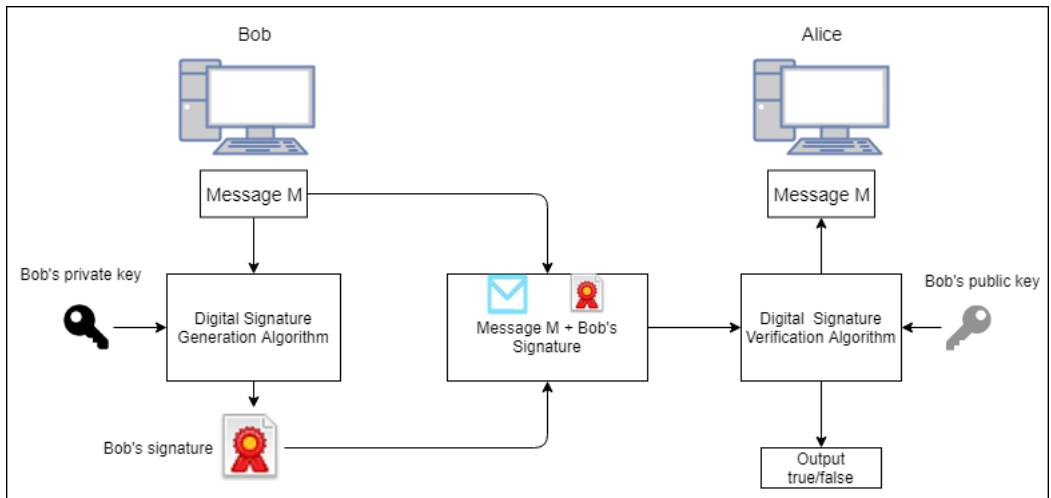 Bob
Alice
Message M
Message M
Bob's private key
Bob's public key
Digital Signature
Generation Algorithm
Message M + Bob's
Signature
Digital  Signature
Verification Algorithm
Bob's signature
Output
true/false